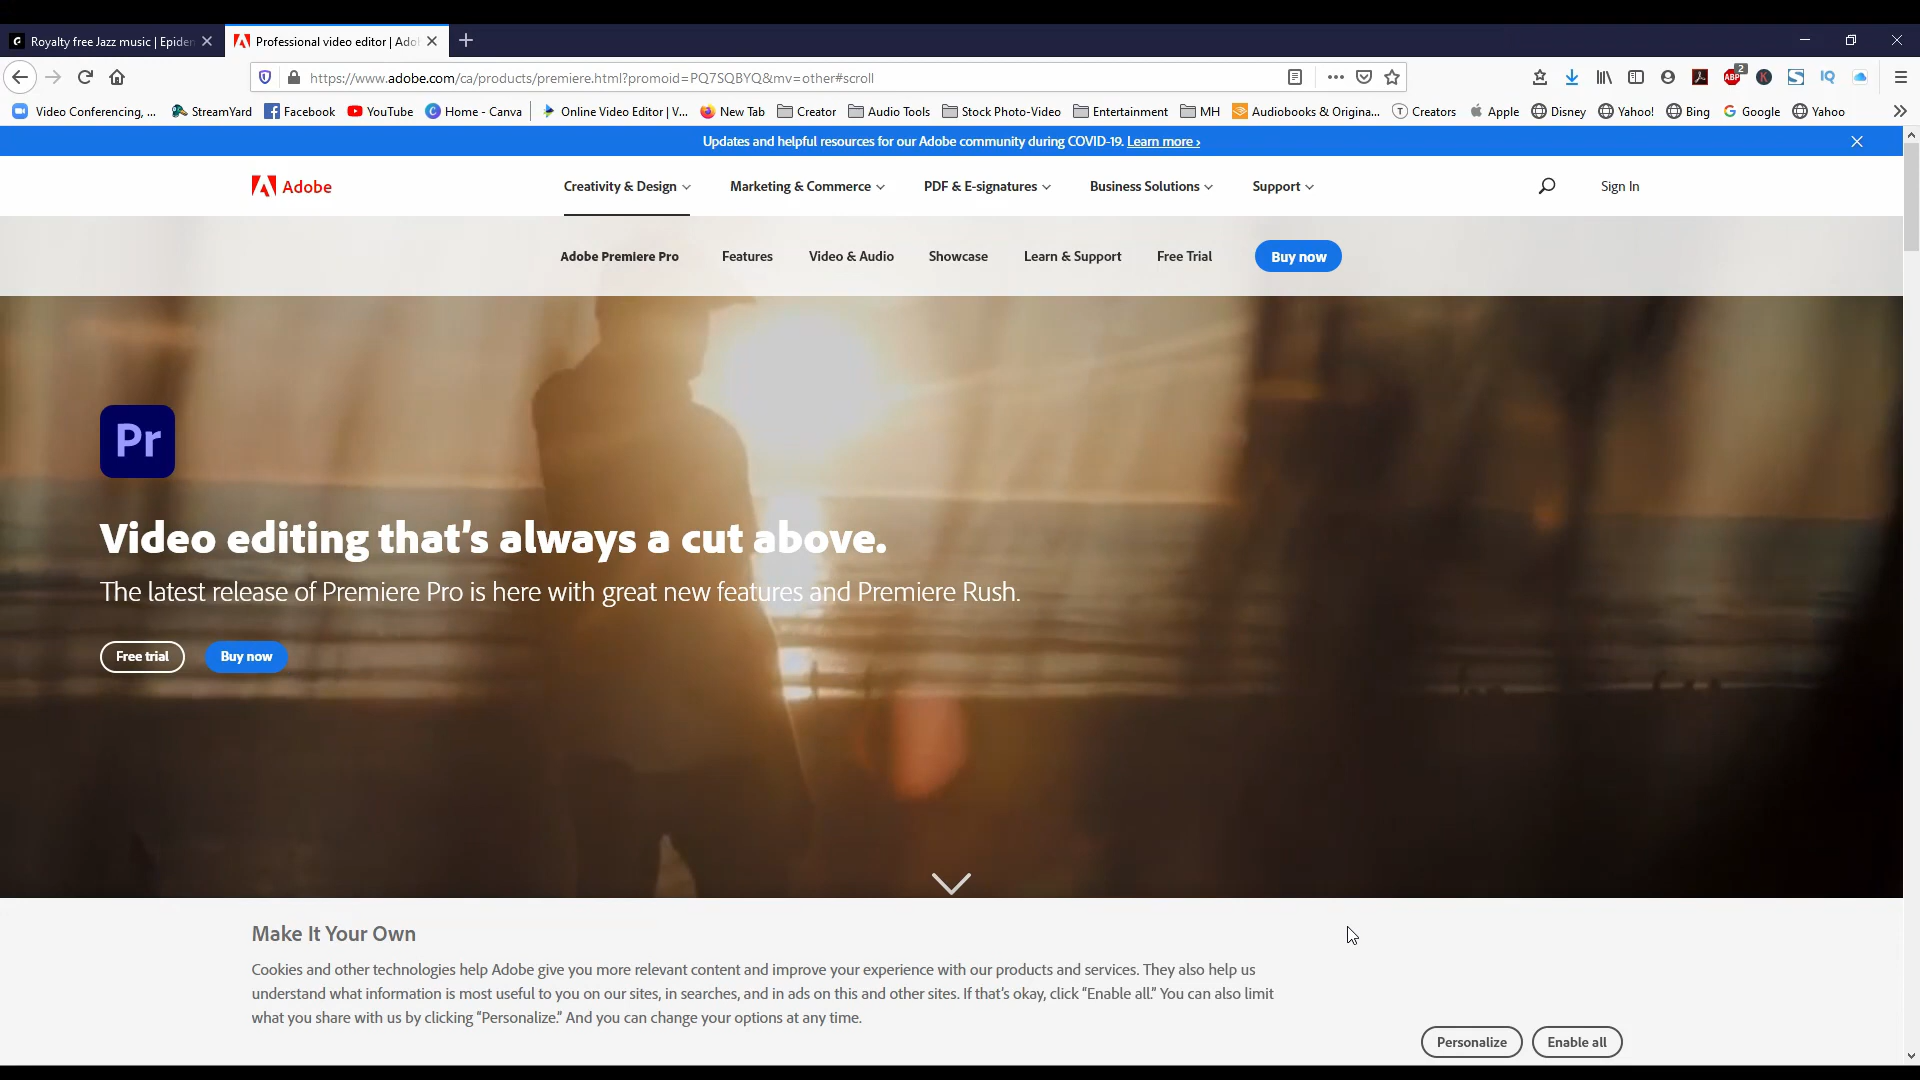 Royalty free Jazz music | Epiden
Professional video editor | Ado
https://www.adobe.com/ca/products/premiere.html?promoid=PQ7SQBYQ&mv=other#scroll
ABP 2
K
S
IQ
Video Conferencing, ...
StreamYard
Facebook
YouTube
Home - Canva
Online Video Editor | V...
New Tab
Creator
Audio Tools
Stock Photo-Video
Entertainment
MH
Audiobooks & Origina...
Creators
Apple
Disney
Yahoo!
Bing
Google
Yahoo
Updates and helpful resources for our Adobe community during COVID-19. Learn more ›
Adobe
Creativity & Design
Marketing & Commerce
PDF & E-signatures
Business Solutions
Support
Sign In
Adobe Premiere Pro
Features
Video & Audio
Showcase
Learn & Support
Free Trial
Buy now
Pr
Video editing that’s always a cut above.
The latest release of Premiere Pro is here with great new features and Premiere Rush.
Free trial
Buy now
Make It Your Own
Cookies and other technologies help Adobe give you more relevant content and improve your experience with our products and services. They also help us
understand what information is most useful to you on our sites, in searches, and in ads on this and other sites. If that’s okay, click “Enable all.” You can also limit
what you share with us by clicking “Personalize.” And you can change your options at any time.
Personalize
Enable all